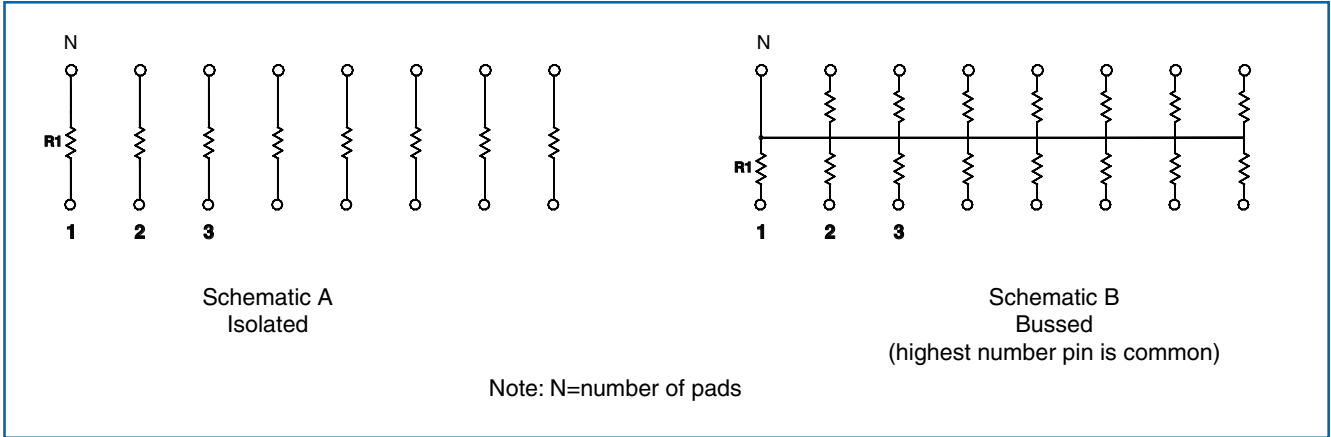 N
R1
1 2 3
Schematic A
Isolated
N
R1
1 2 3
Schematic B
Bussed
(highest number pin is common)
Note: N=number of pads